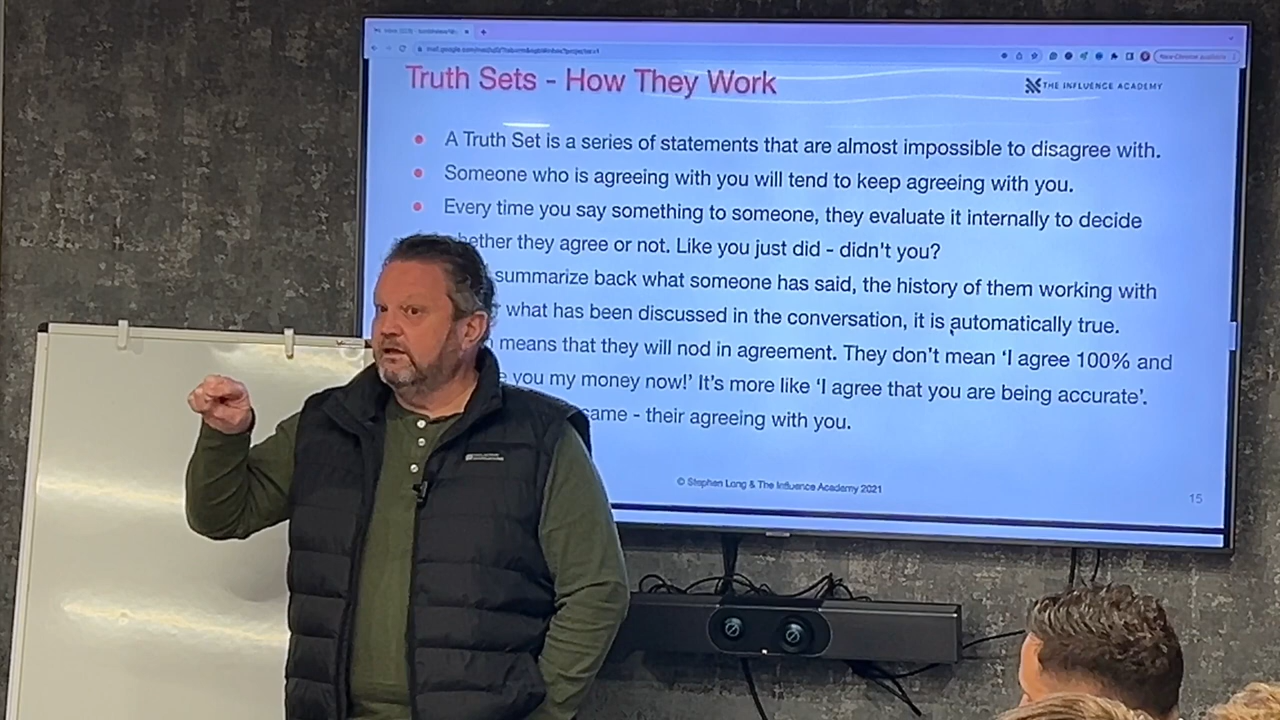 Truth Sets - How They Work
THE INFLUENCE ACADEMY
A Truth Set is a series of statements that are almost impossible to disagree with.
Someone who is agreeing with you will tend to keep agreeing with you.
Every time you say something to someone, they evaluate it internally to decide
hether they agree or not. Like you just did - didn't you?
summarize back what someone has said, the history of them working with
what has been discussed in the conversation, it is automatically true.
means that they will nod in agreement. They don't mean 'I agree 100% and
you my money now!' It's more like 'I agree that you are being accurate'.
same - their agreeing with you.
© Stephen Long & The Influence Academy 2021
15